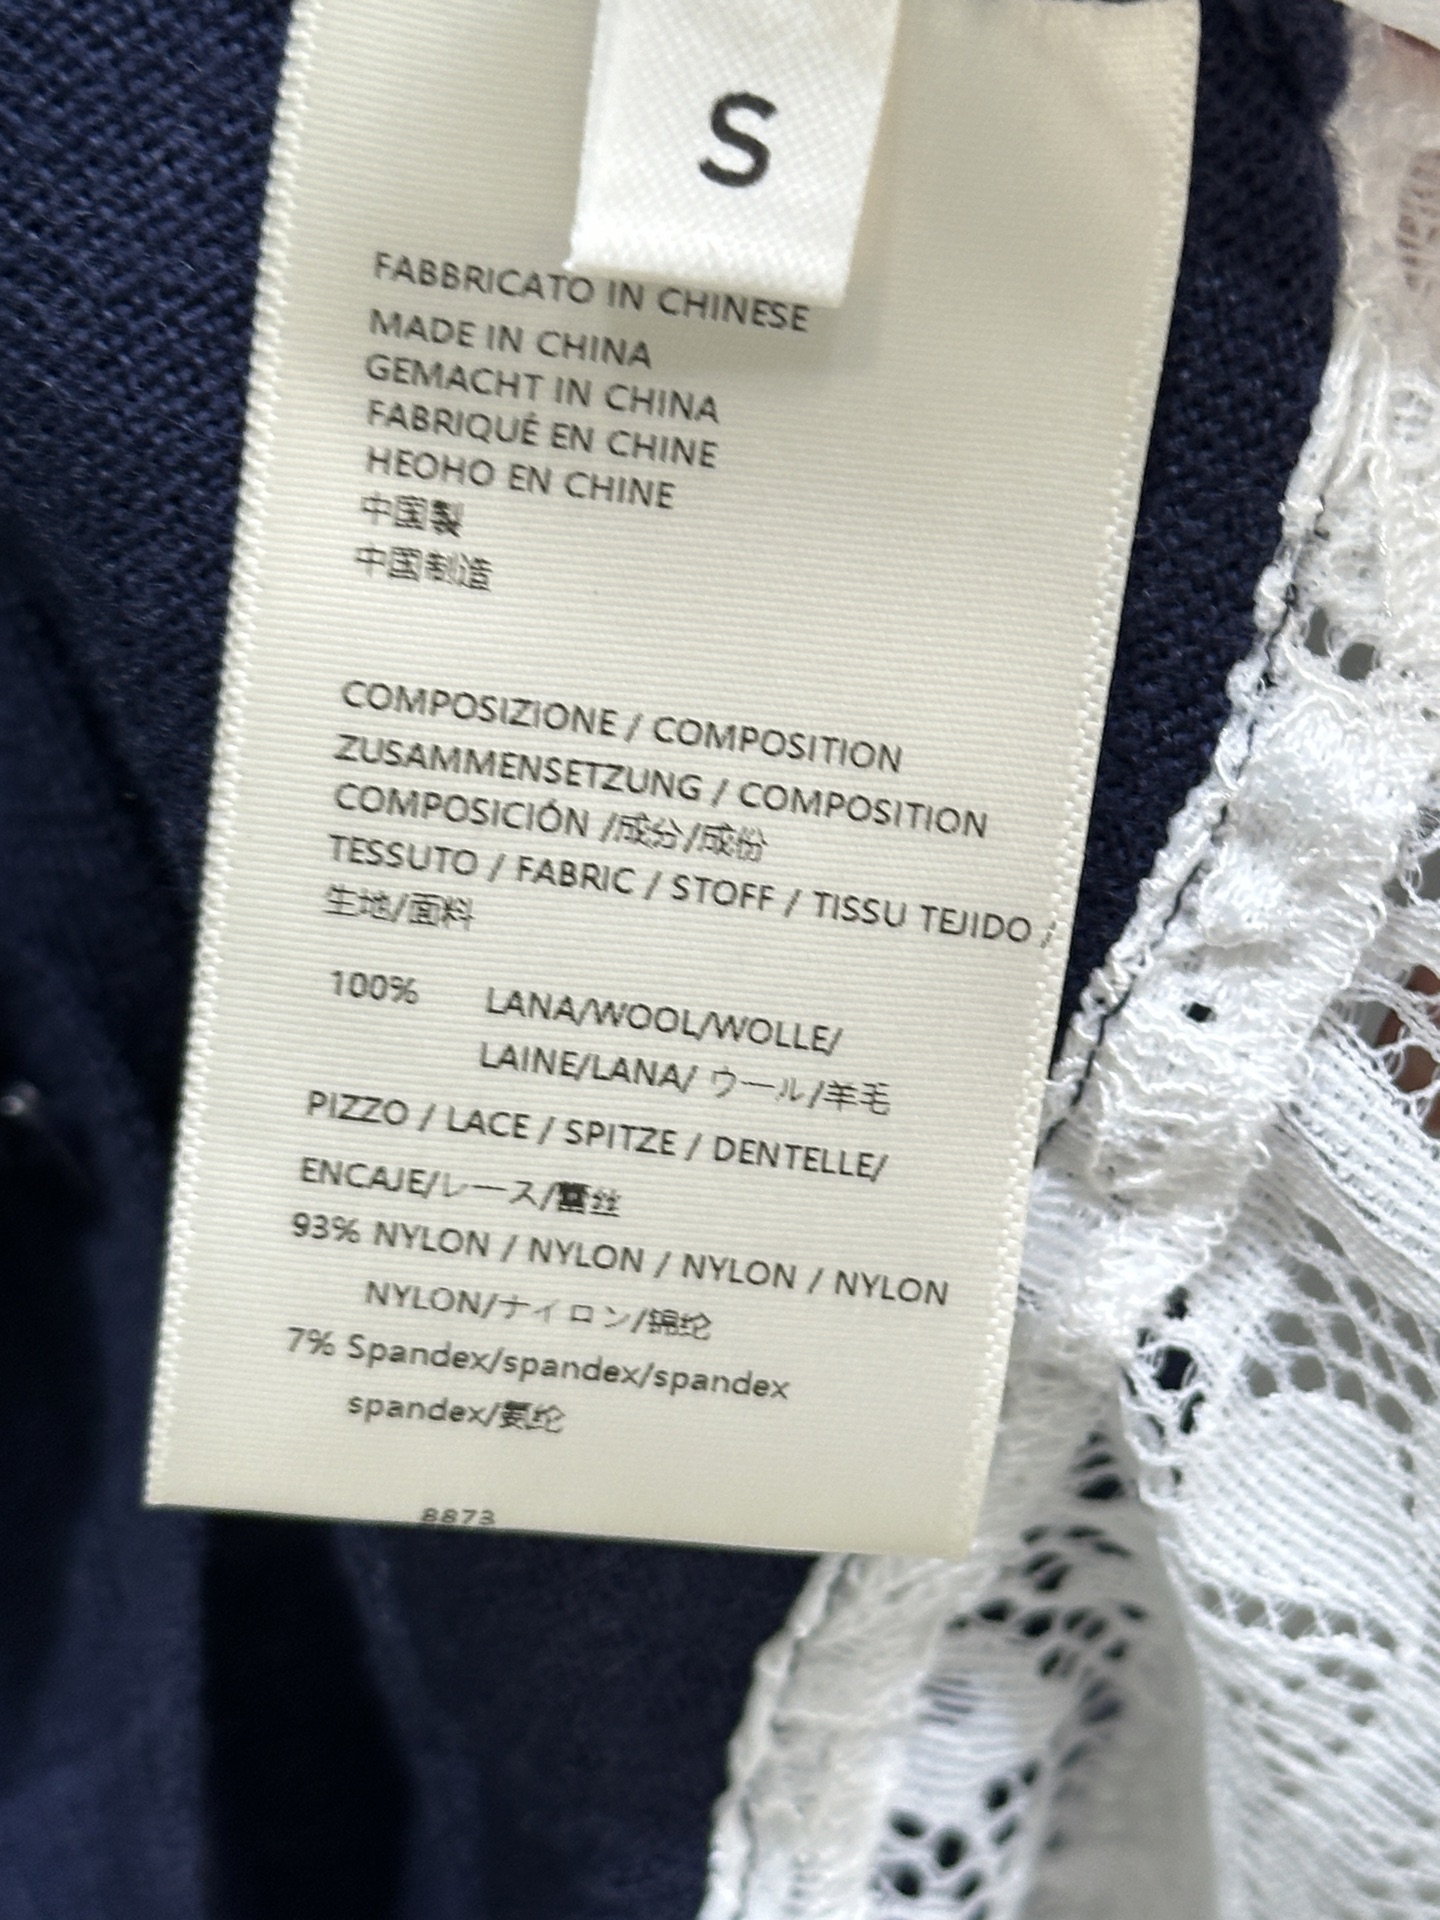 S
FABBRICATO IN CHINESE
MADE IN CHINA
GEMACHT IN CHINA
FABRIQUÉ EN CHINE
HEOHO EN CHINE
中国製
中国制造
COMPOSIZIONE / COMPOSITION
ZUSAMMENSETZUNG / COMPOSITION
COMPOSICIÓN /成分/成份
TESSUTO / FABRIC / STOFF / TISSU TEJIDO /
生地/面料
100% LANA/WOOL/WOLLE/
LAINE/LANA/ ウール/羊毛
PIZZO / LACE / SPITZE / DENTELLE/
ENCAJE/レース/蕾丝
93% NYLON / NYLON / NYLON / NYLON
NYLON/ナイロン/锦纶
7% Spandex/spandex/spandex
spandex/氨纶
8873